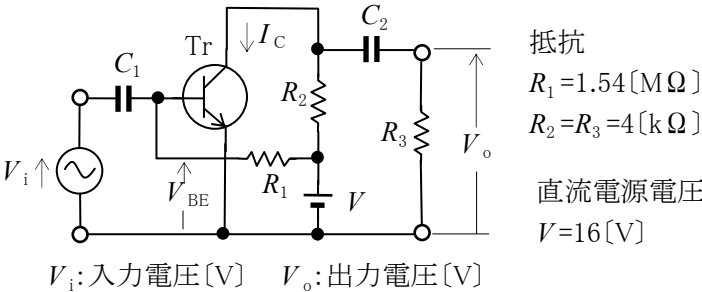 Tr
I_C
C_2
C_1
R_2
R_3
V_i
V_o
R_1
V_BE
V
抵抗
R_1=1.54〔MΩ〕
R_2=R_3=4〔kΩ〕
直流電源電圧
V=16〔V〕
V_i:入力電圧〔V〕 V_o:出力電圧〔V〕